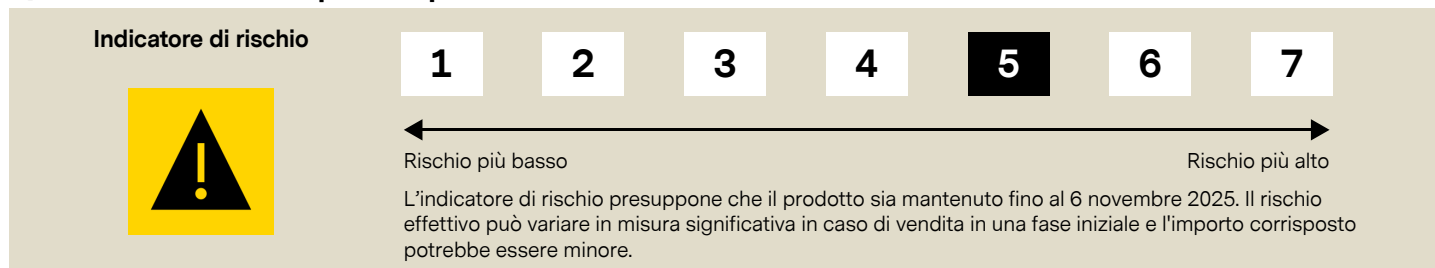 Indicatore di rischio
1 2 3 4 5 6 7
Rischio più basso Rischio più alto
L'indicatore di rischio presuppone che il prodotto sia mantenuto fino al 6 novembre 2025. Il rischio
effettivo può variare in misura significativa in caso di vendita in una fase iniziale e l'importo corrisposto
potrebbe essere minore.